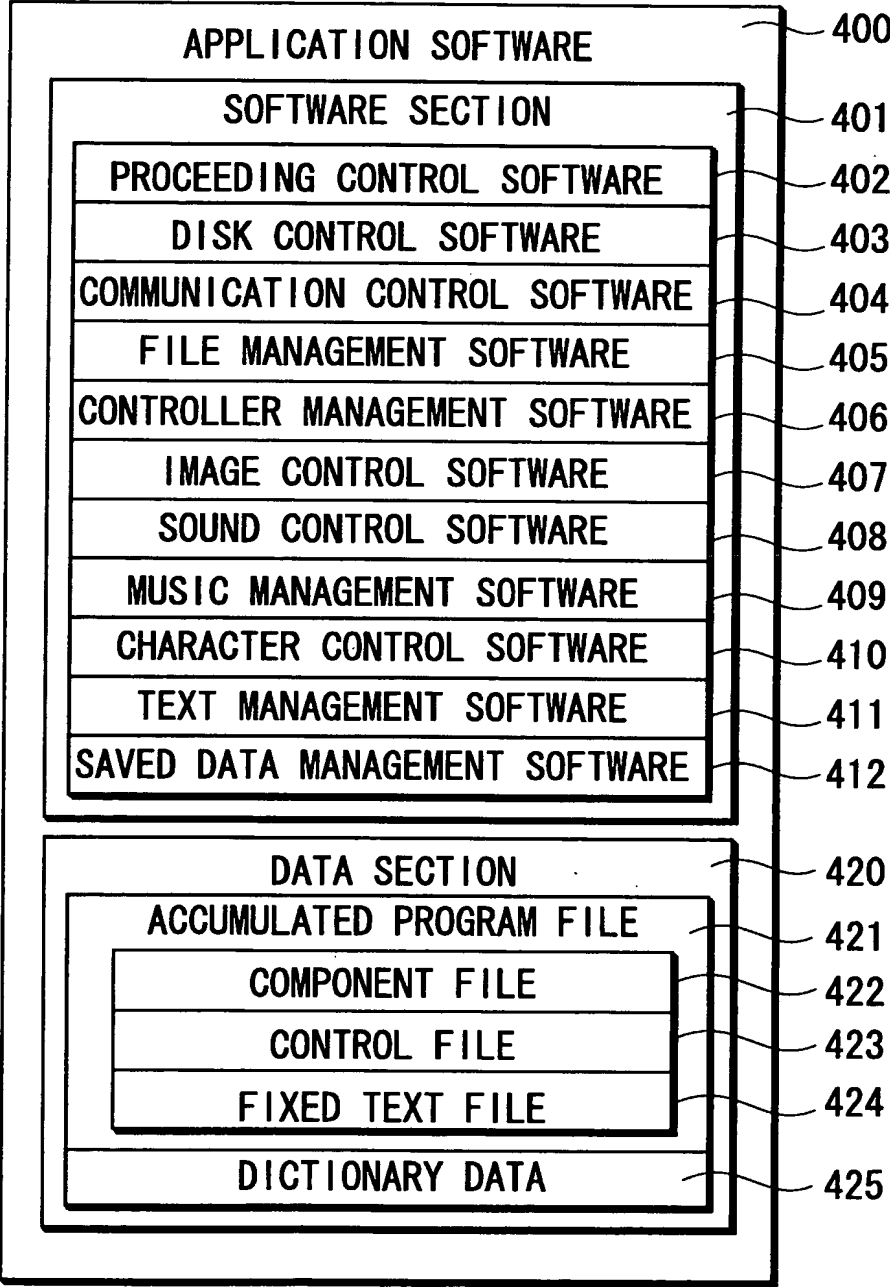 APPLICATION SOFTWARE 400
SOFTWARE SECTION 401
PROCEEDING CONTROL SOFTWARE 402
DISK CONTROL SOFTWARE 403
COMMUNICATION CONTROL SOFTWARE 404
FILE MANAGEMENT SOFTWARE 405
CONTROLLER MANAGEMENT SOFTWARE 406
IMAGE CONTROL SOFTWARE 407
SOUND CONTROL SOFTWARE 408
MUSIC MANAGEMENT SOFTWARE 409
CHARACTER CONTROL SOFTWARE 410
TEXT MANAGEMENT SOFTWARE 411
SAVED DATA MANAGEMENT SOFTWARE 412
DATA SECTION 420
ACCUMULATED PROGRAM FILE 421
COMPONENT FILE 422
CONTROL FILE 423
FIXED TEXT FILE 424
DICTIONARY DATA 425